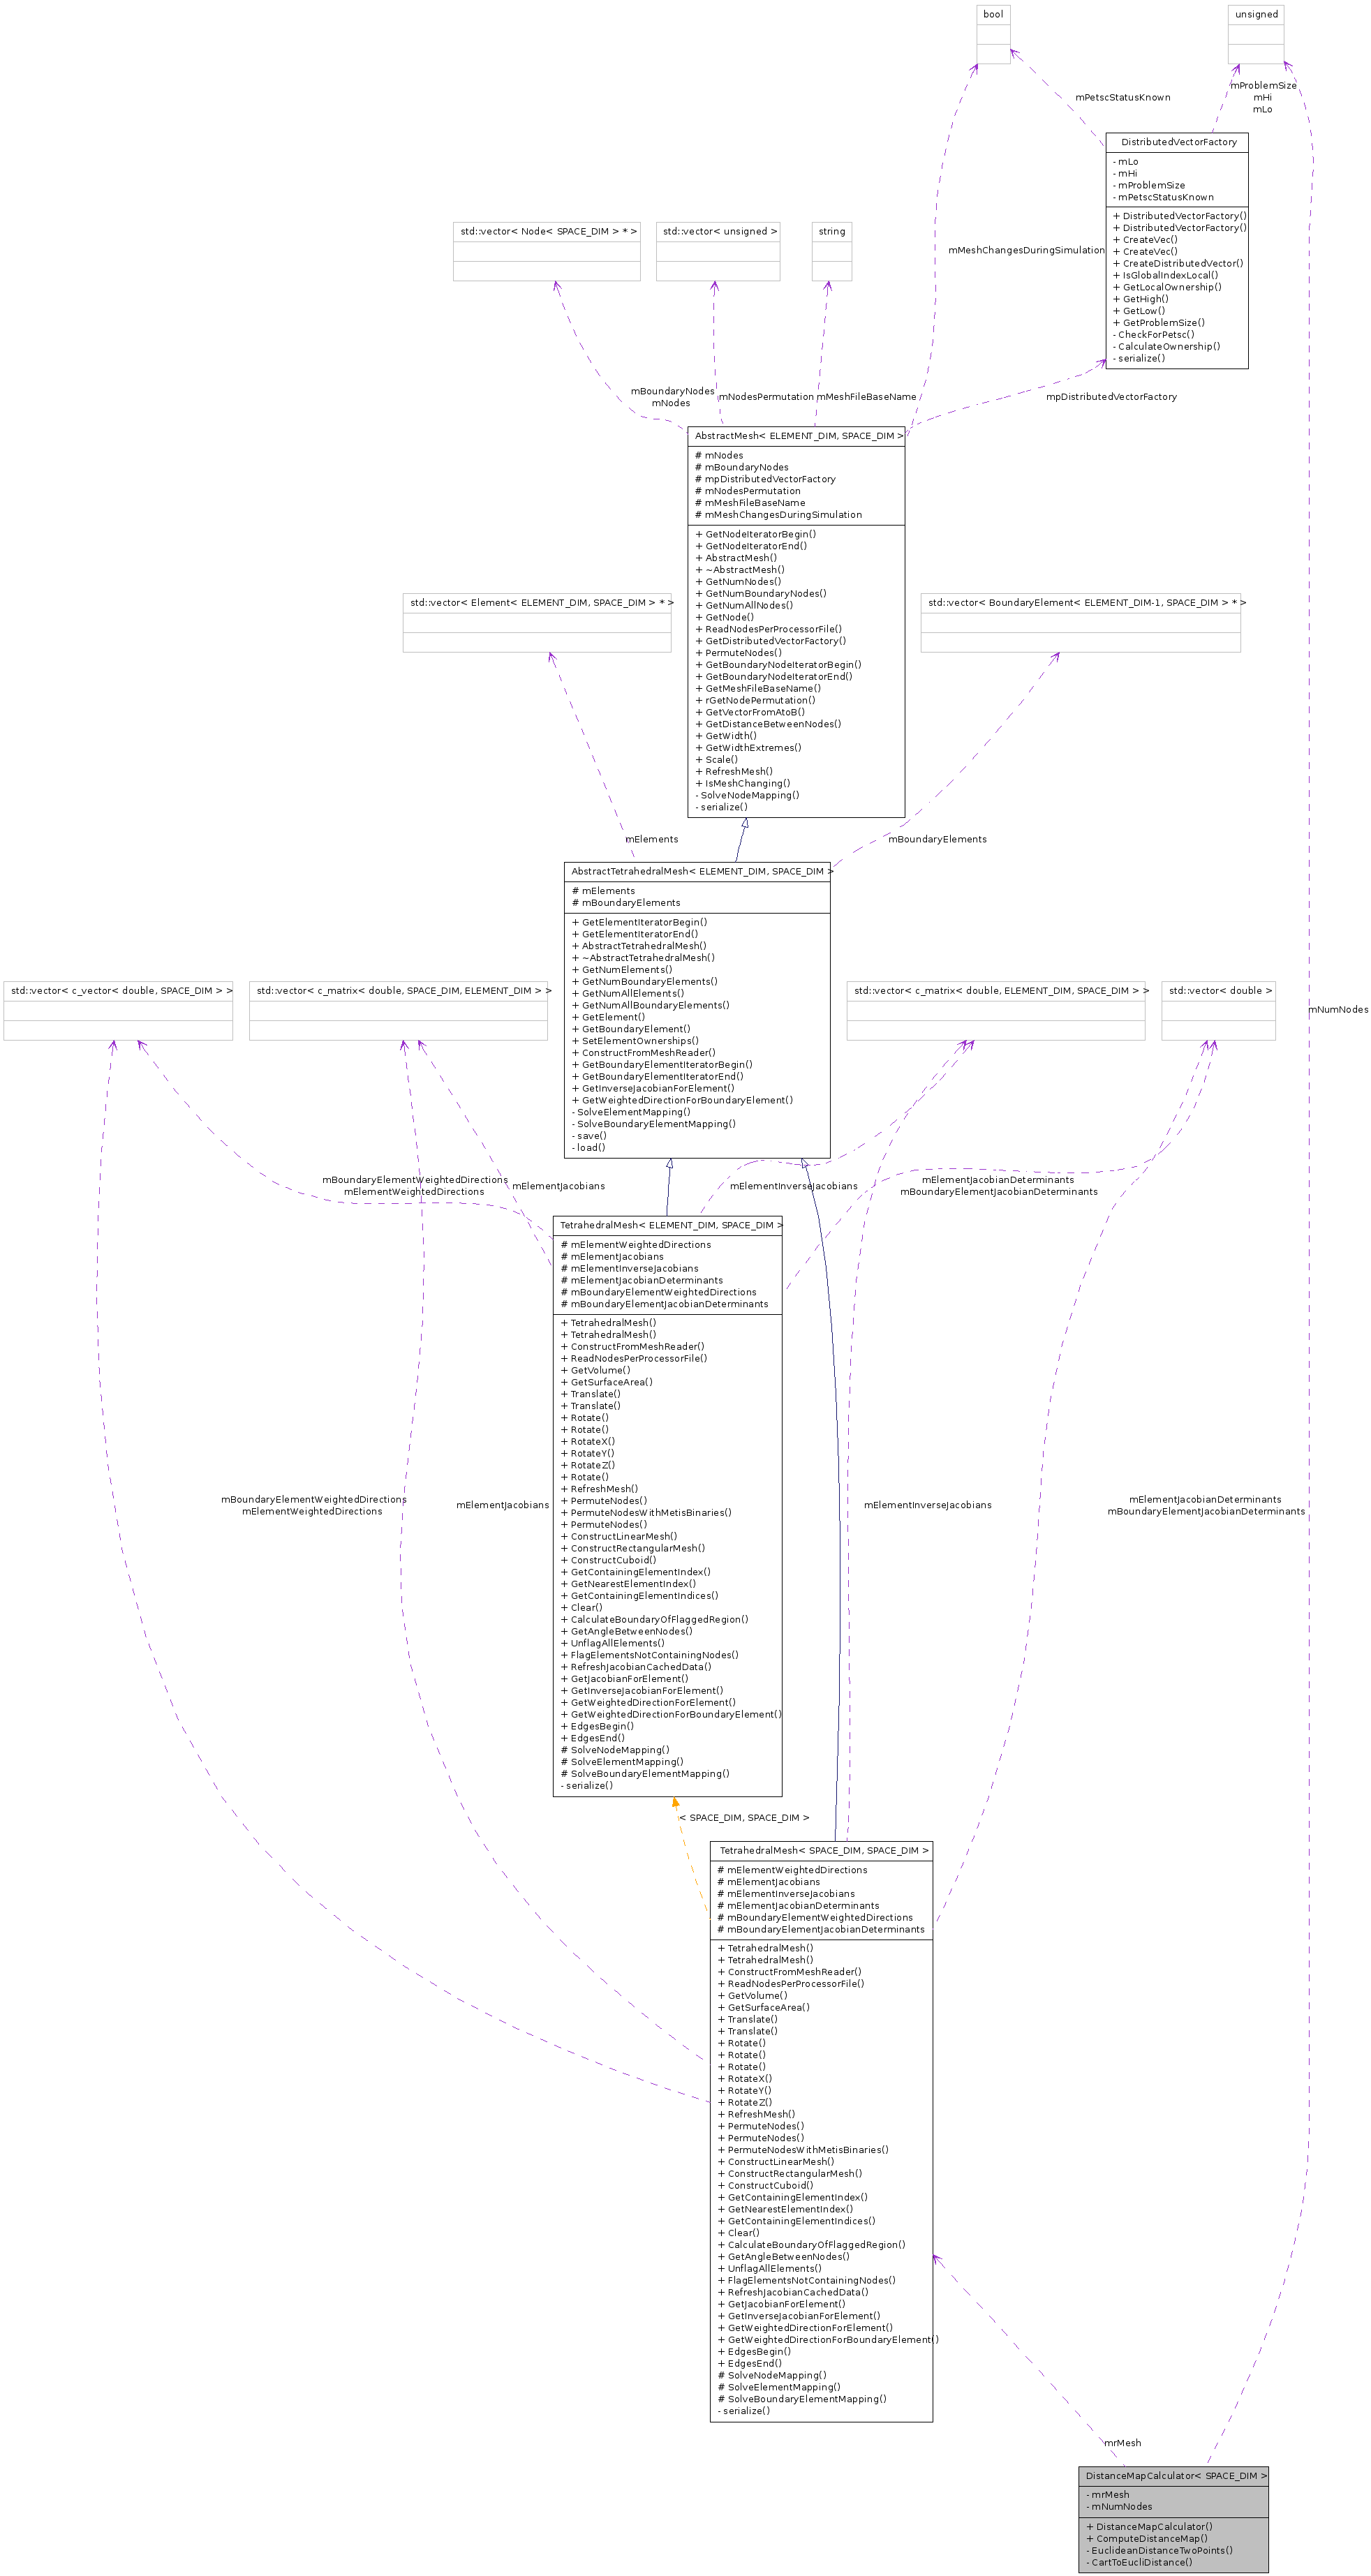 bool
unsigned
mPetscStatusKnown
mProblemSize
mHi
mLo
DistributedVectorFactory
- mLo
- mHi
- mProblemSize
- mPetscStatusKnown
+ DistributedVectorFactory()
+ DistributedVectorFactory()
+ CreateVec()
+ CreateVec()
+ CreateDistributedVector()
+ IsGlobalIndexLocal()
+ GetLocalOwnership()
+ GetHigh()
+ GetLow()
+ GetProblemSize()
- CheckForPetsc()
- CalculateOwnership()
- serialize()
std::vector< Node< SPACE_DIM > * >
std::vector< unsigned >
string
mMeshChangesDuringSimulation
mBoundaryNodes
mNodes
mNodesPermutation
mMeshFileBaseName
mpDistributedVectorFactory
AbstractMesh< ELEMENT_DIM, SPACE_DIM >
# mNodes
# mBoundaryNodes
# mpDistributedVectorFactory
# mNodesPermutation
# mMeshFileBaseName
# mMeshChangesDuringSimulation
+ GetNodeIteratorBegin()
+ GetNodeIteratorEnd()
+ AbstractMesh()
+ ~AbstractMesh()
+ GetNumNodes()
+ GetNumBoundaryNodes()
+ GetNumAllNodes()
+ GetNode()
+ ReadNodesPerProcessorFile()
+ GetDistributedVectorFactory()
+ PermuteNodes()
+ GetBoundaryNodeIteratorBegin()
+ GetBoundaryNodeIteratorEnd()
+ GetMeshFileBaseName()
+ rGetNodePermutation()
+ GetVectorFromAtoB()
+ GetDistanceBetweenNodes()
+ GetWidth()
+ GetWidthExtremes()
+ Scale()
+ RefreshMesh()
+ IsMeshChanging()
- SolveNodeMapping()
- serialize()
std::vector< Element< ELEMENT_DIM, SPACE_DIM > * >
std::vector< BoundaryElement< ELEMENT_DIM-1, SPACE_DIM > * >
mElements
mBoundaryElements
AbstractTetrahedralMesh< ELEMENT_DIM, SPACE_DIM >
# mElements
# mBoundaryElements
+ GetElementIteratorBegin()
+ GetElementIteratorEnd()
+ AbstractTetrahedralMesh()
+ ~AbstractTetrahedralMesh()
+ GetNumElements()
+ GetNumBoundaryElements()
+ GetNumAllElements()
+ GetNumAllBoundaryElements()
+ GetElement()
+ GetBoundaryElement()
+ SetElementOwnerships()
+ ConstructFromMeshReader()
+ GetBoundaryElementIteratorBegin()
+ GetBoundaryElementIteratorEnd()
+ GetInverseJacobianForElement()
+ GetWeightedDirectionForBoundaryElement()
- SolveElementMapping()
- SolveBoundaryElementMapping()
- save()
- load()
std::vector< c_vector< double, SPACE_DIM > >
std::vector< c_matrix< double, SPACE_DIM, ELEMENT_DIM > >
std::vector< c_matrix< double, ELEMENT_DIM, SPACE_DIM > >
std::vector< double >
mNumNodes
mBoundaryElementWeightedDirections
mElementWeightedDirections
mElementJacobians
mElementInverseJacobians
mElementJacobianDeterminants
mBoundaryElementJacobianDeterminants
TetrahedralMesh< ELEMENT_DIM, SPACE_DIM >
# mElementWeightedDirections
# mElementJacobians
# mElementInverseJacobians
# mElementJacobianDeterminants
# mBoundaryElementWeightedDirections
# mBoundaryElementJacobianDeterminants
+ TetrahedralMesh()
+ TetrahedralMesh()
+ ConstructFromMeshReader()
+ ReadNodesPerProcessorFile()
+ GetVolume()
+ GetSurfaceArea()
+ Translate()
+ Translate()
+ Rotate()
+ Rotate()
+ RotateX()
+ RotateY()
+ RotateZ()
+ Rotate()
+ RefreshMesh()
+ PermuteNodes()
+ PermuteNodesWithMetisBinaries()
+ PermuteNodes()
+ ConstructLinearMesh()
+ ConstructRectangularMesh()
+ ConstructCuboid()
+ GetContainingElementIndex()
+ GetNearestElementIndex()
+ GetContainingElementIndices()
+ Clear()
+ CalculateBoundaryOfFlaggedRegion()
+ GetAngleBetweenNodes()
+ UnflagAllElements()
+ FlagElementsNotContainingNodes()
+ RefreshJacobianCachedData()
+ GetJacobianForElement()
+ GetInverseJacobianForElement()
+ GetWeightedDirectionForElement()
+ GetWeightedDirectionForBoundaryElement()
+ EdgesBegin()
+ EdgesEnd()
# SolveNodeMapping()
# SolveElementMapping()
# SolveBoundaryElementMapping()
- serialize()
mBoundaryElementWeightedDirections
mElementWeightedDirections
mElementJacobians
mElementInverseJacobians
mElementJacobianDeterminants
mBoundaryElementJacobianDeterminants
< SPACE_DIM, SPACE_DIM >
TetrahedralMesh< SPACE_DIM, SPACE_DIM >
# mElementWeightedDirections
# mElementJacobians
# mElementInverseJacobians
# mElementJacobianDeterminants
# mBoundaryElementWeightedDirections
# mBoundaryElementJacobianDeterminants
+ TetrahedralMesh()
+ TetrahedralMesh()
+ ConstructFromMeshReader()
+ ReadNodesPerProcessorFile()
+ GetVolume()
+ GetSurfaceArea()
+ Translate()
+ Translate()
+ Rotate()
+ Rotate()
+ Rotate()
+ RotateX()
+ RotateY()
+ RotateZ()
+ RefreshMesh()
+ PermuteNodes()
+ PermuteNodes()
+ PermuteNodesWithMetisBinaries()
+ ConstructLinearMesh()
+ ConstructRectangularMesh()
+ ConstructCuboid()
+ GetContainingElementIndex()
+ GetNearestElementIndex()
+ GetContainingElementIndices()
+ Clear()
+ CalculateBoundaryOfFlaggedRegion()
+ GetAngleBetweenNodes()
+ UnflagAllElements()
+ FlagElementsNotContainingNodes()
+ RefreshJacobianCachedData()
+ GetJacobianForElement()
+ GetInverseJacobianForElement()
+ GetWeightedDirectionForElement()
+ GetWeightedDirectionForBoundaryElement()
+ EdgesBegin()
+ EdgesEnd()
# SolveNodeMapping()
# SolveElementMapping()
# SolveBoundaryElementMapping()
- serialize()
mrMesh
DistanceMapCalculator< SPACE_DIM >
- mrMesh
- mNumNodes
+ DistanceMapCalculator()
+ ComputeDistanceMap()
- EuclideanDistanceTwoPoints()
- CartToEucliDistance()